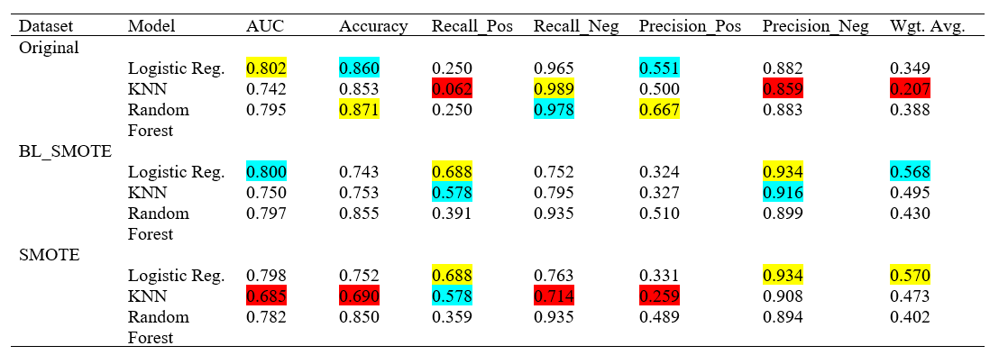 Dataset Model AUC Accuracy Recall_Pos Recall_Neg Precision_Pos Precision_Neg Wgt. Avg.
Original
Logistic Reg. 0.802 0.860 0.250 0.965 0.551 0.882 0.349
KNN 0.742 0.853 0.062 0.989 0.500 0.859 0.207
Random 0.795 0.871 0.250 0.978 0.667 0.883 0.388
Forest
BL_SMOTE
Logistic Reg. 0.800 0.743 0.688 0.752 0.324 0.934 0.568
KNN 0.750 0.753 0.578 0.795 0.327 0.916 0.495
Random 0.797 0.855 0.391 0.935 0.510 0.899 0.430
Forest
SMOTE
Logistic Reg. 0.798 0.752 0.688 0.763 0.331 0.934 0.570
KNN 0.685 0.690 0.578 0.714 0.259 0.908 0.473
Random 0.782 0.850 0.359 0.935 0.489 0.894 0.402
Forest